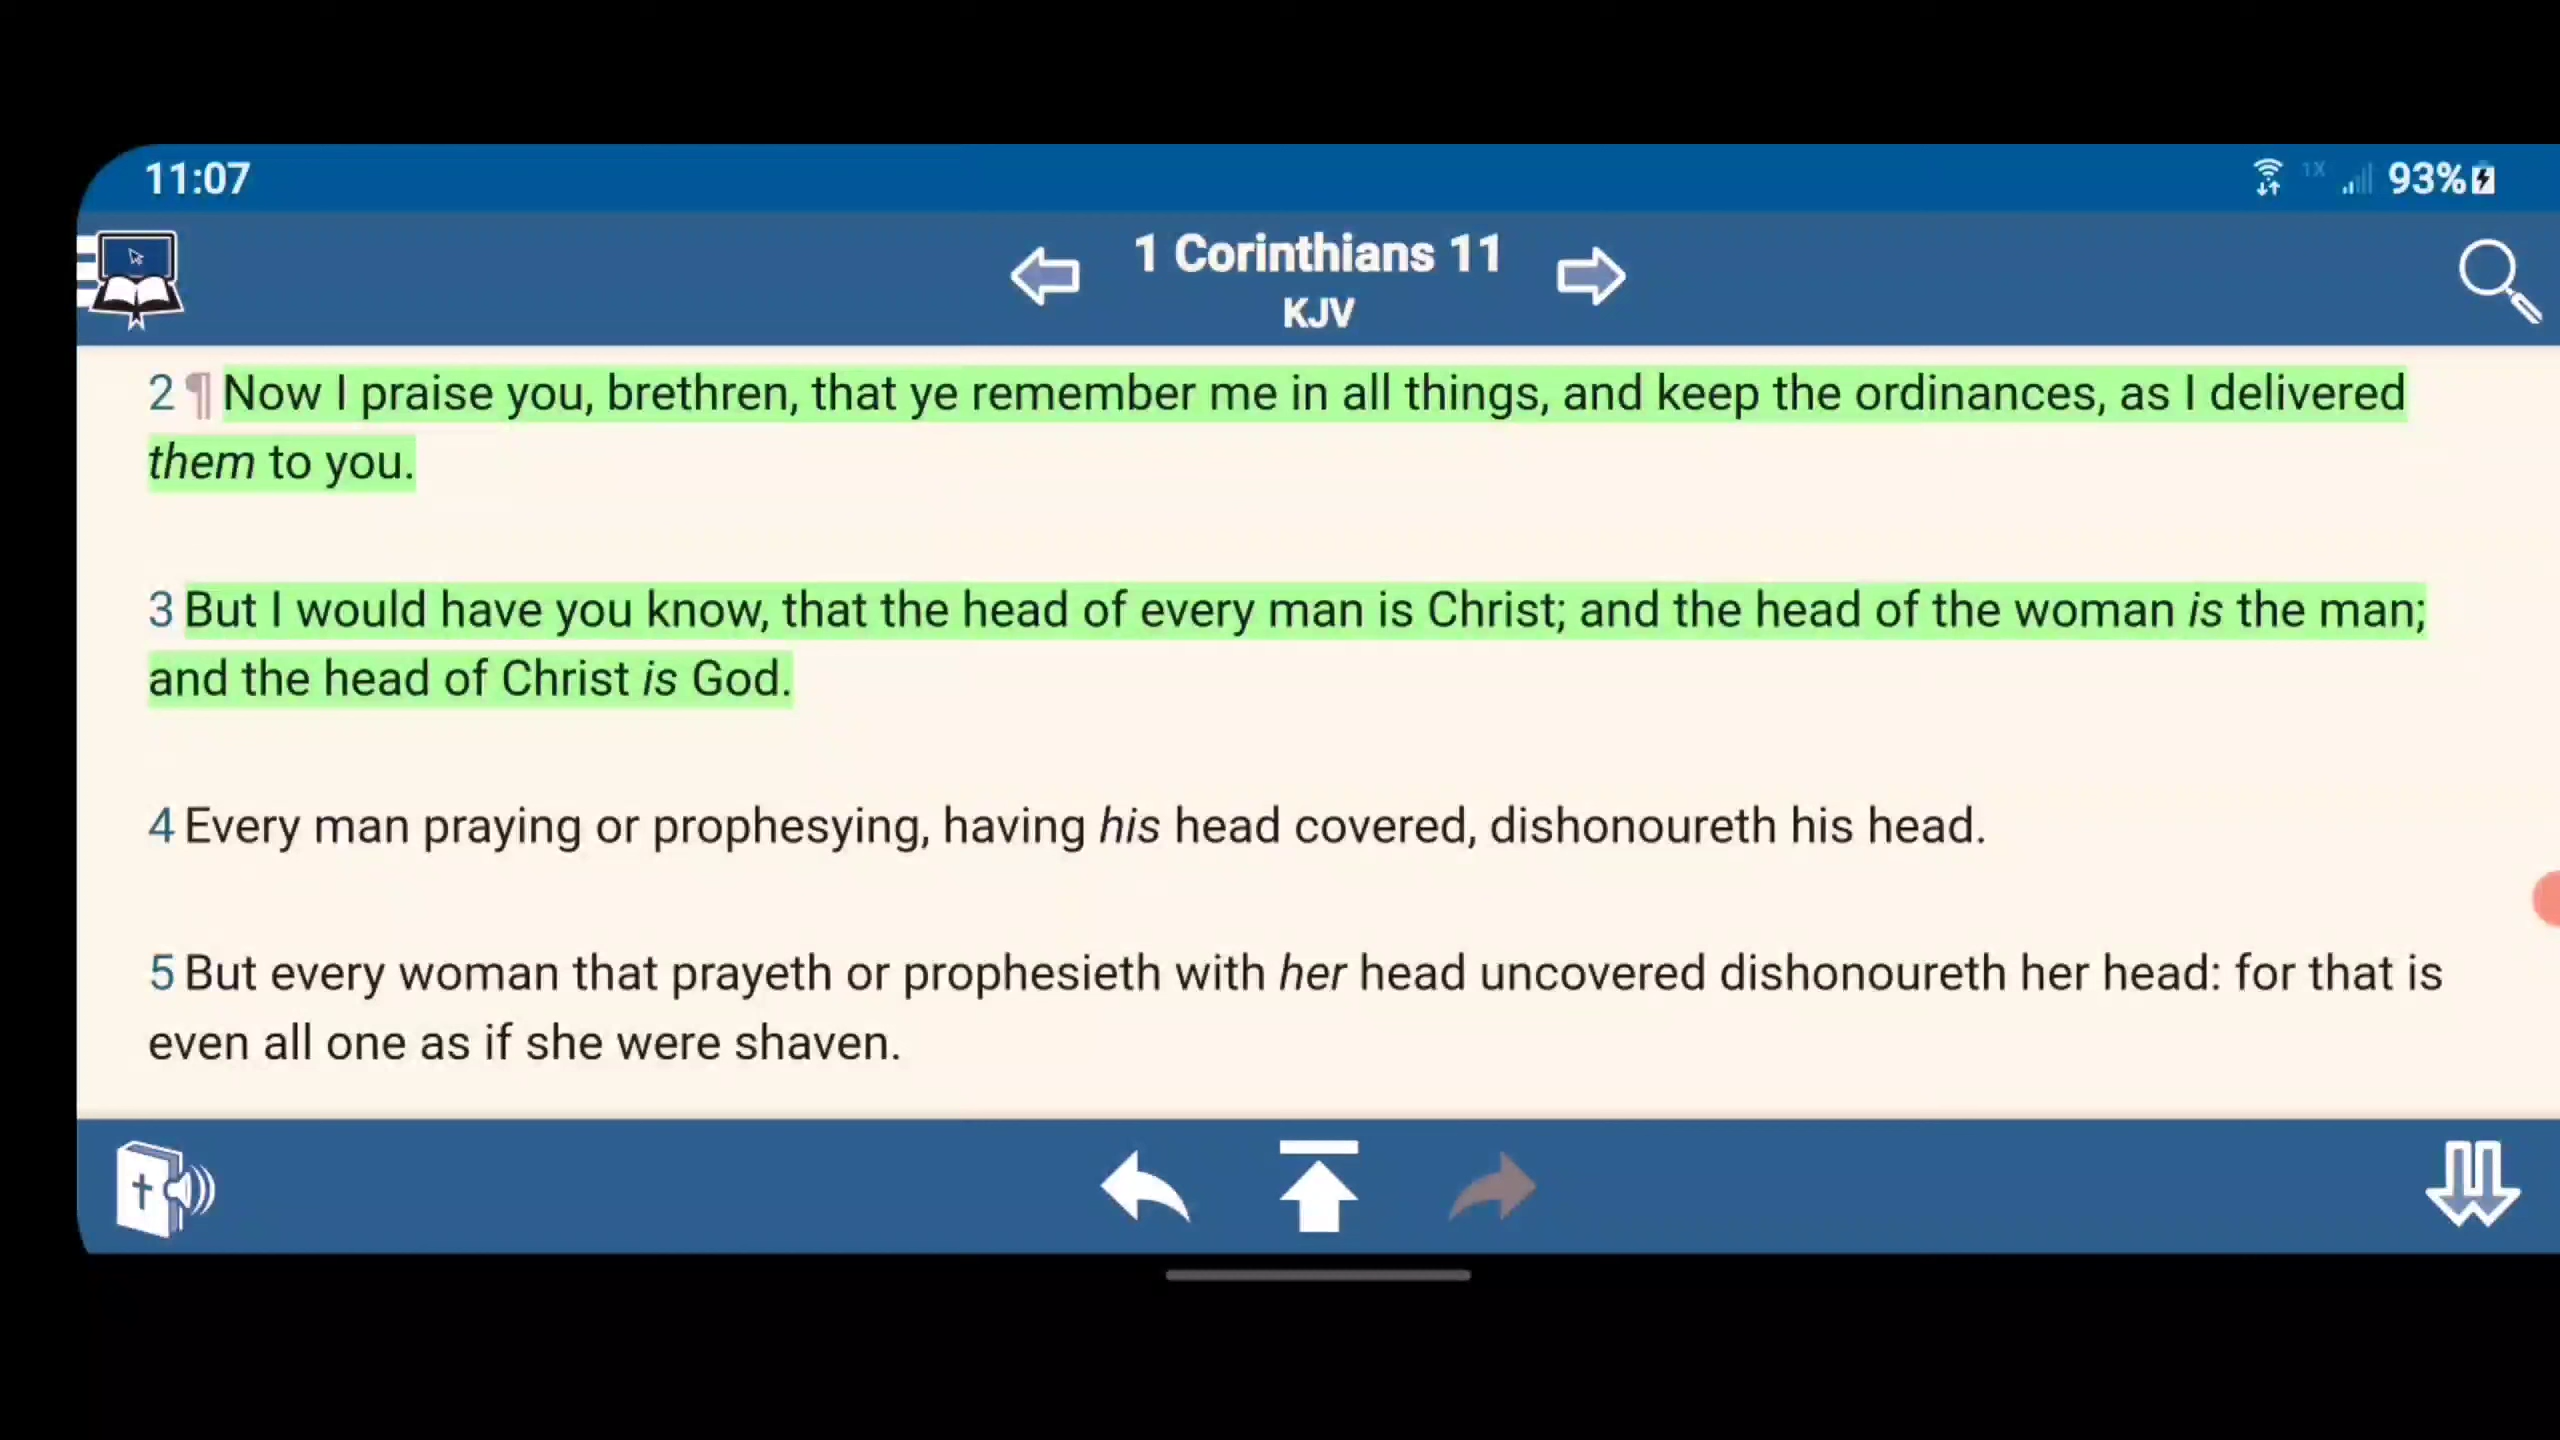 11:07
1X
93%
1 Corinthians 11
KJV
2 ¶ Now I praise you, brethren, that ye remember me in all things, and keep the ordinances, as I delivered
them to you.
3 But I would have you know, that the head of every man is Christ; and the head of the woman is the man;
and the head of Christ is God.
4 Every man praying or prophesying, having his head covered, dishonoureth his head.
5 But every woman that prayeth or prophesieth with her head uncovered dishonoureth her head: for that is
even all one as if she were shaven.